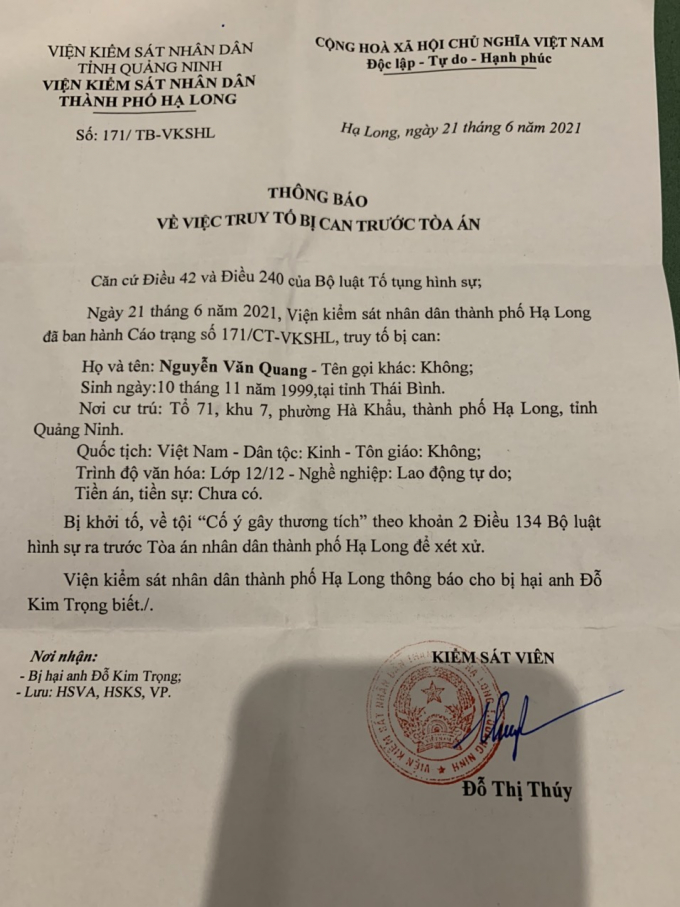 VIỆN KIỂM SÁT NHÂN DÂN
TỈNH QUẢNG NINH
VIỆN KIỂM SÁT NHÂN DÂN
THÀNH PHỐ HẠ LONG
Số: 171/ TB-VKSHL
CỘNG HOÀ XÃ HỘI CHỦ NGHĨA VIỆT NAM
Độc lập - Tự do - Hạnh phúc
Hạ Long, ngày 21 tháng 6 năm 2021
THÔNG BÁO
VỀ VIỆC TRUY TỐ BỊ CAN TRƯỚC TÒA ÁN
Căn cứ Điều 42 và Điều 240 của Bộ luật Tố tụng hình sự;
Ngày 21 tháng 6 năm 2021, Viện kiểm sát nhân dân thành phố Hạ Long
đã ban hành Cáo trạng số 171/CT-VKSHL, truy tố bị can:
Họ và tên: Nguyễn Văn Quang - Tên gọi khác: Không;
Sinh ngày:10 tháng 11 năm 1999,tại tỉnh Thái Bình.
Nơi cư trú: Tổ 71, khu 7, phường Hà Khẩu, thành phố Hạ Long, tỉnh
Quảng Ninh.
Quốc tịch: Việt Nam - Dân tộc: Kinh - Tôn giáo: Không;
Trình độ văn hóa: Lớp 12/12 - Nghề nghiệp: Lao động tự do;
Tiền án, tiền sự: Chưa có.
Bị khởi tố, về tội “Cố ý gây thương tích” theo khoản 2 Điều 134 Bộ luật
hình sự ra trước Tòa án nhân dân thành phố Hạ Long để xét xử.
Viện kiểm sát nhân dân thành phố Hạ Long thông báo cho bị hại anh Đỗ
Kim Trọng biết./.
Nơi nhận:
- Bị hại anh Đỗ Kim Trọng;
- Lưu: HSVA, HSKS, VP.
KIỂM SÁT VIÊN
VIỆN KIỂM SÁT NHÂN DÂN THÀNH PHỐ HẠ LONG QUẢNG NINH
Đỗ Thị Thúy